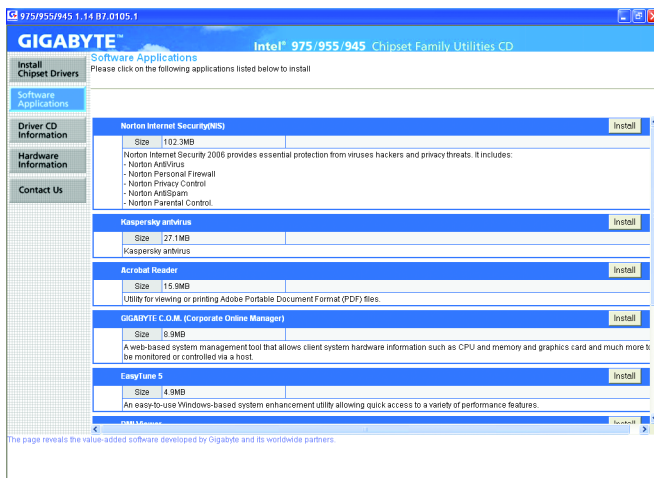 975/955/945 1.14 B7.0105.1
GIGABYTE™
Intel® 975/955/945 Chipset Family Utilities CD
Install
Chipset Drivers
Software
Applications
Driver CD
Information
Hardware
Information
Contact Us
Software Applications
Please click on the following applications listed below to install
Norton Internet Security(NIS) Install
Size 102.3MB
Norton Internet Security 2006 provides essential protection from viruses hackers and privacy threats. It includes:
- Norton AntiVirus
- Norton Personal Firewall
- Norton Privacy Control
- Norton AntiSpam
- Norton Parental Control.
Kaspersky antvirus Install
Size 27.1MB
Kaspersky antvirus
Acrobat Reader Install
Size 15.9MB
Utility for viewing or printing Adobe Portable Document Format (PDF) files.
GIGABYTE C.O.M. (Corporate Online Manager) Install
Size 8.9MB
A web-based system management tool that allows client system hardware information such as CPU and memory and graphics card and much more to
be monitored or controlled via a host.
EasyTune 5 Install
Size 4.9MB
An easy-to-use Windows-based system enhancement utility allowing quick access to a variety of performance features.
DMI Viewer Install
The page reveals the value-added software developed by Gigabyte and its worldwide partners.